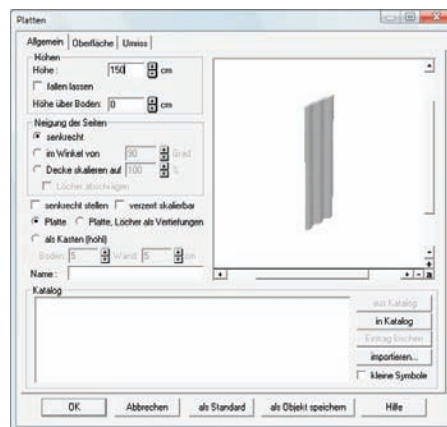 Platten
Allgemein Oberfläche Umriss
Höhen
Höhe : 150 cm
fallen lassen
Höhe über Boden: 0 cm
Neigung der Seiten
senkrecht
im Winkel von 90 Grad
Decke skalieren auf 100 %
Löcher abschrägen
senkrecht stellen verzerrt skalierbar
Platte Platte, Löcher als Vertiefungen
als Kasten (hohl)
Boden: 5 Wand: 5 cm
Name :
Katalog
aus Katalog
in Katalog
Eintrag löschen
importieren...
kleine Symbole
OK Abbrechen als Standard als Objekt speichern Hilfe